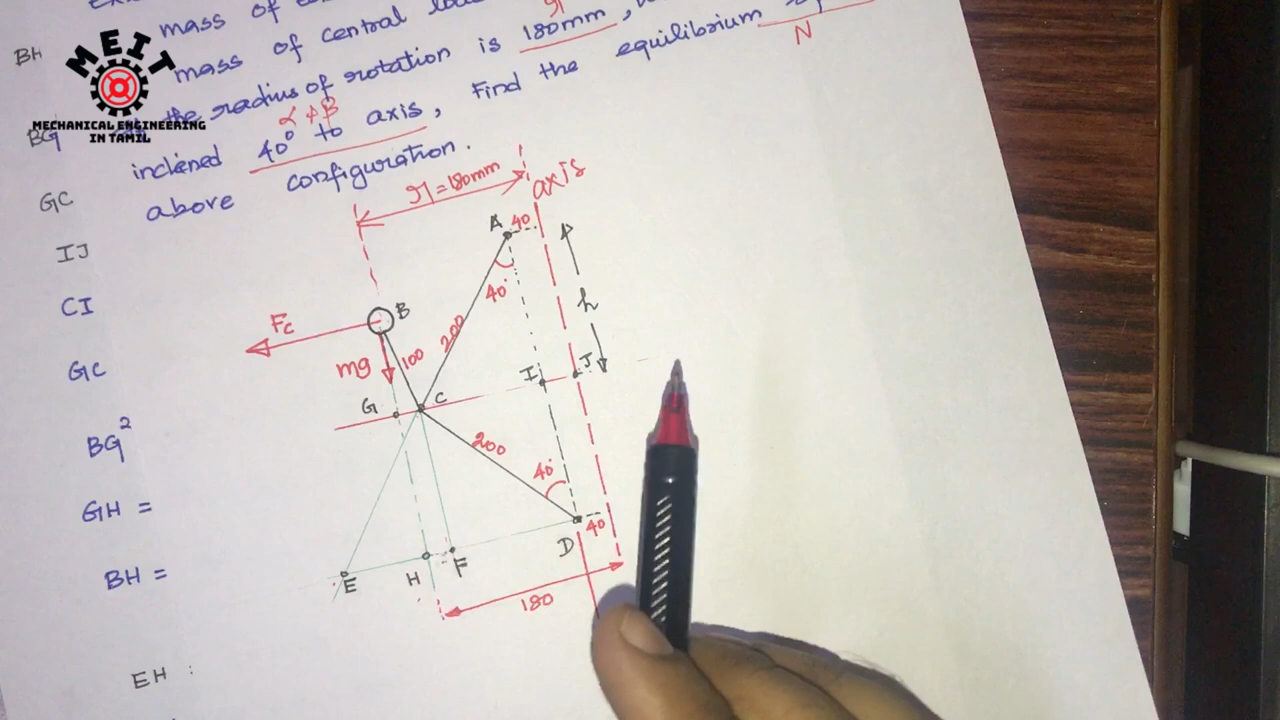 mass of
mass of central
BH
MEIT
MECHANICAL ENGINEERING
IN TAMIL
the radius of rotation is 180mm,
BG
inclined 40° to axis, Find the equilibrium
α & β
N
above configuration.
GC
IJ
CI
GC
BG²
GH =
BH =
EH :
r = 180mm
axis
A
40
40°
h
B
Fc
mg
100
200
I
J
G
C
200
40°
D
40
E
H
F
180